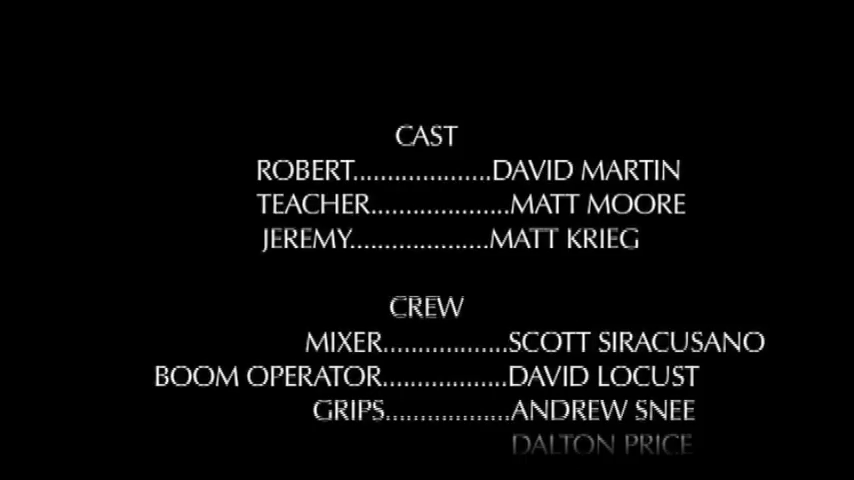 CAST
ROBERT....................DAVID MARTIN
TEACHER....................MATT MOORE
JEREMY....................MATT KRIEG
CREW
MIXER..................SCOTT SIRACUSANO
BOOM OPERATOR..................DAVID LOCUST
GRIPS..................ANDREW SNEE
DALTON PRICE